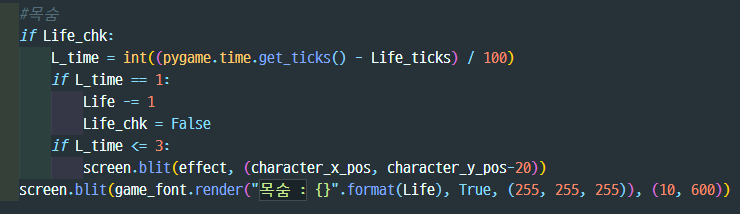 #목숨
if Life_chk:
L_time = int((pygame.time.get_ticks() - Life_ticks) / 100)
if L_time == 1:
Life -= 1
Life_chk = False
if L_time <= 3:
screen.blit(effect, (character_x_pos, character_y_pos-20))
screen.blit(game_font.render("목숨 : {}".format(Life), True, (255, 255, 255)), (10, 600))